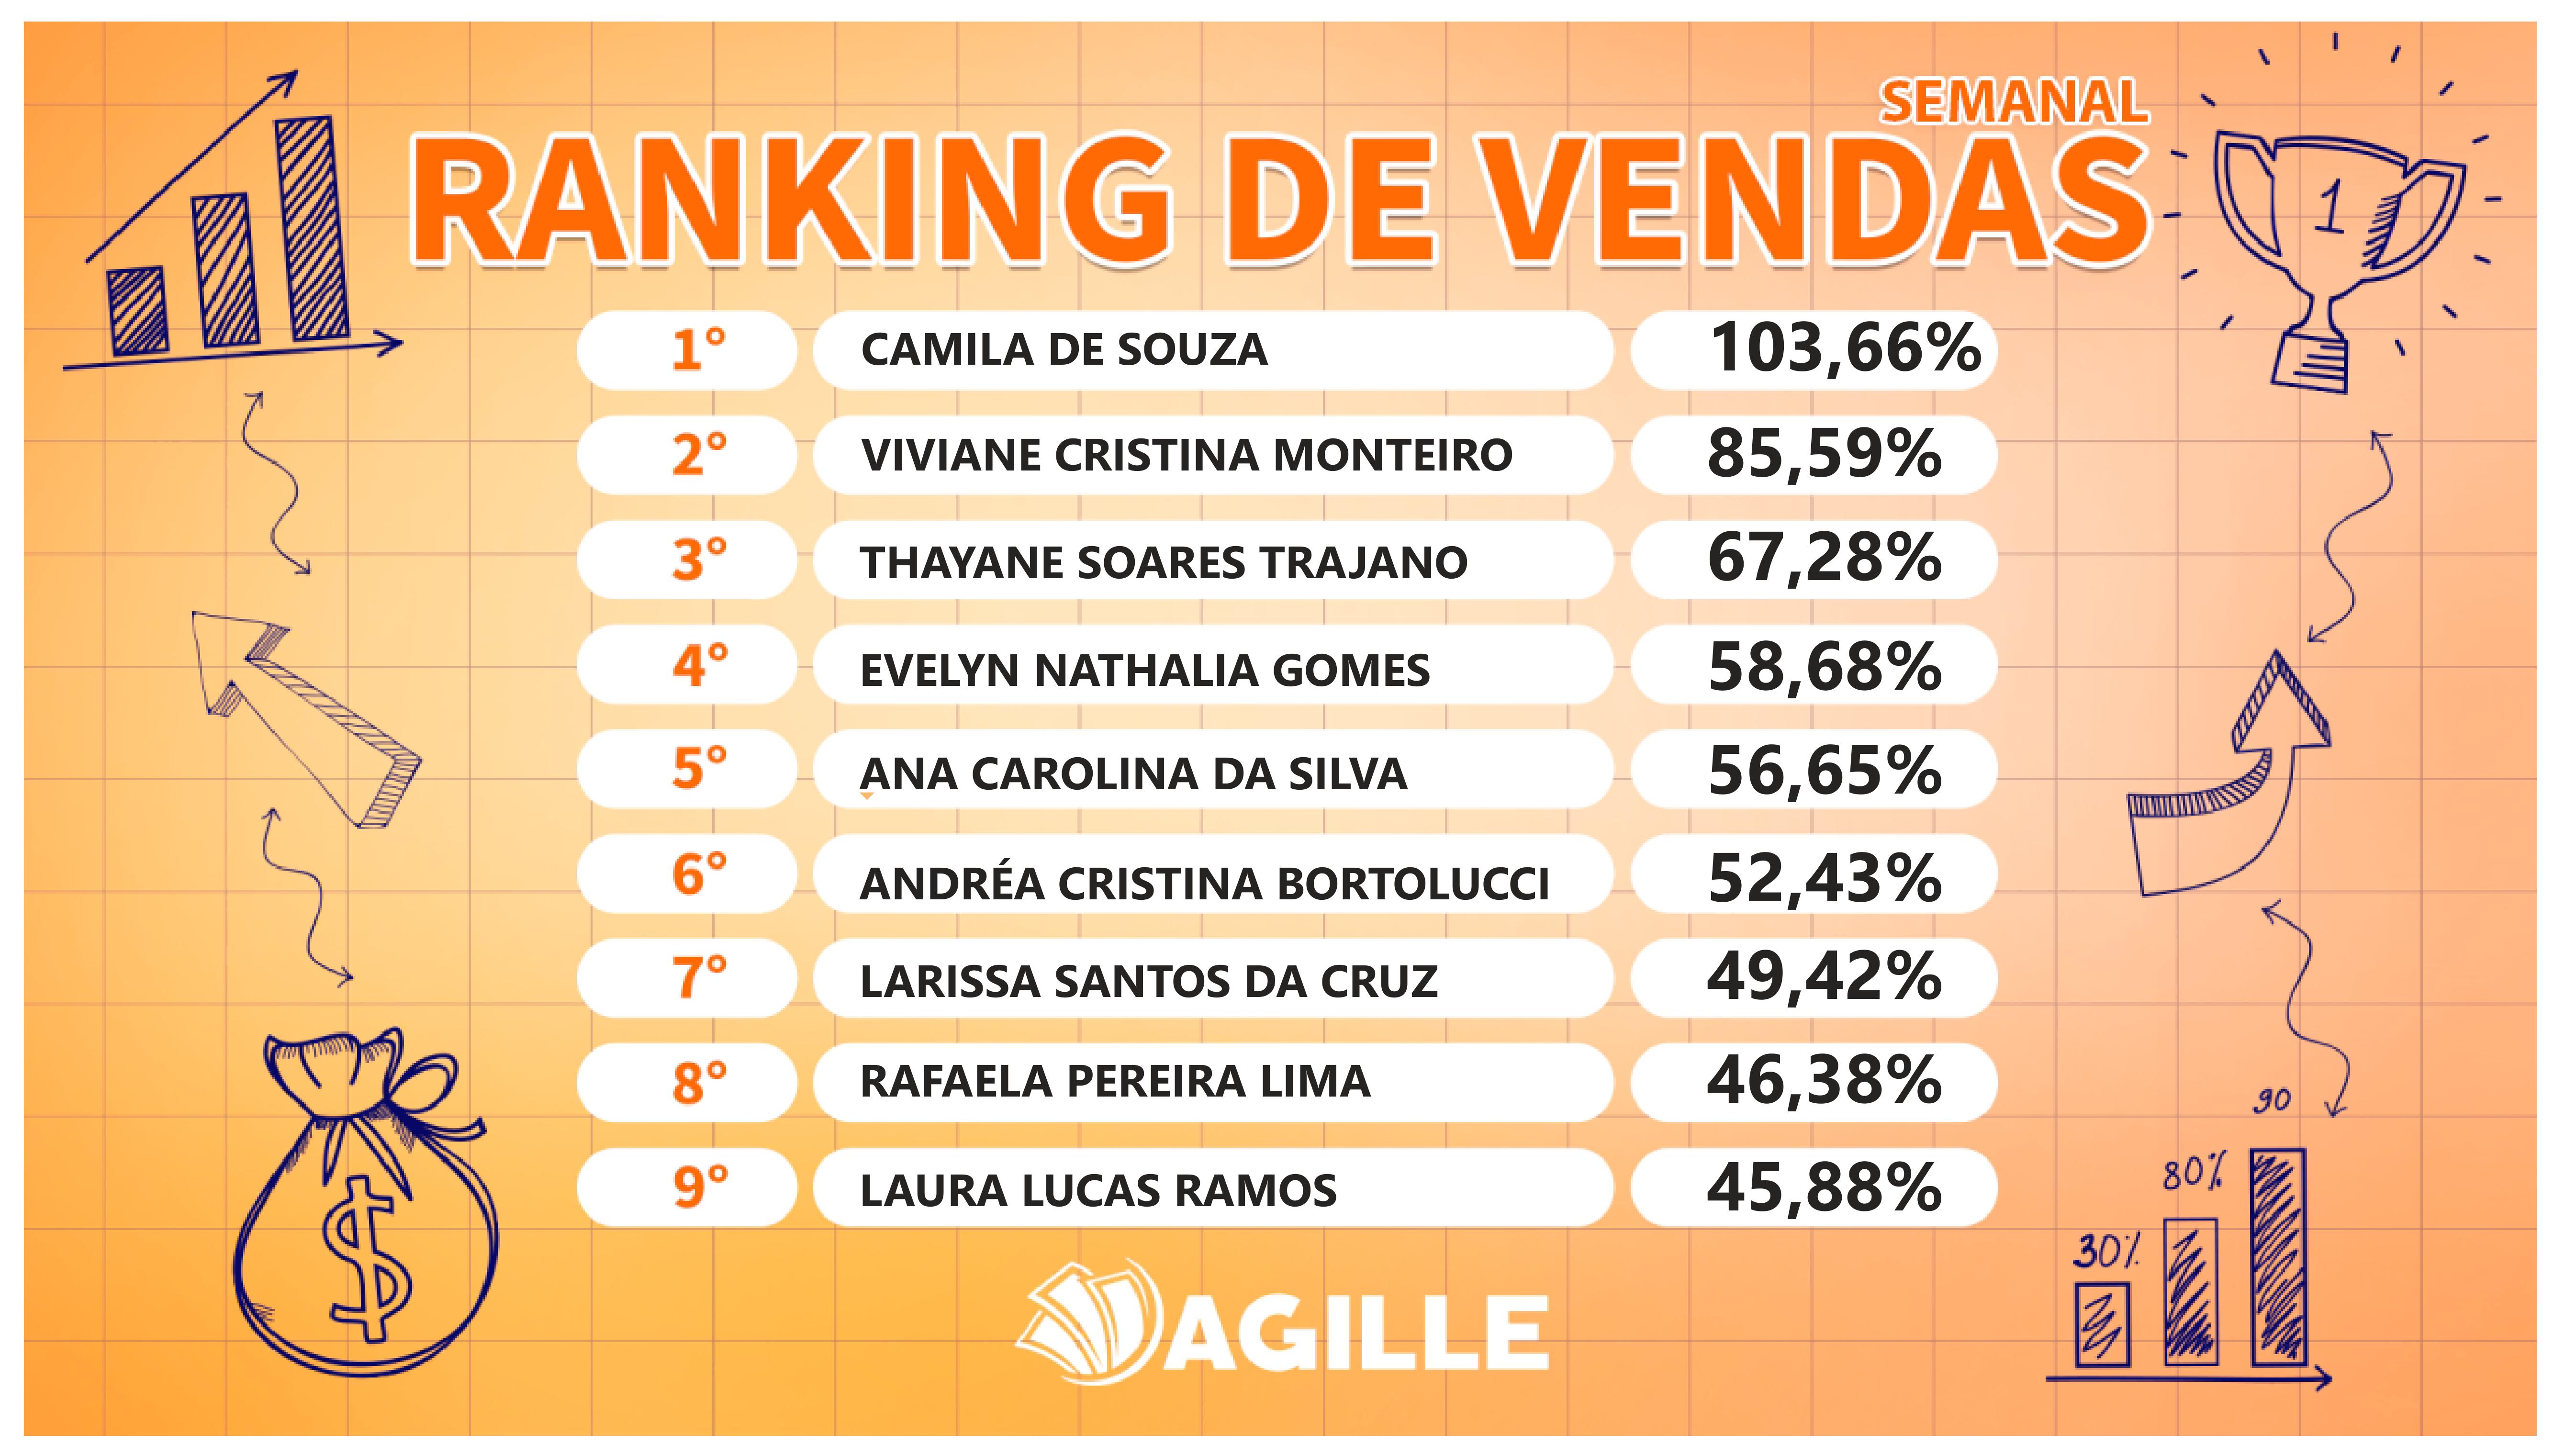 SEMANAL
RANKING DE VENDAS
1
1° CAMILA DE SOUZA 103,66%
2° VIVIANE CRISTINA MONTEIRO 85,59%
3° THAYANE SOARES TRAJANO 67,28%
4° EVELYN NATHALIA GOMES 58,68%
5° ANA CAROLINA DA SILVA 56,65%
6° ANDRÉA CRISTINA BORTOLUCCI 52,43%
7° LARISSA SANTOS DA CRUZ 49,42%
8° RAFAELA PEREIRA LIMA 46,38%
9° LAURA LUCAS RAMOS 45,88%
90
80%
30%
$
AGILLE